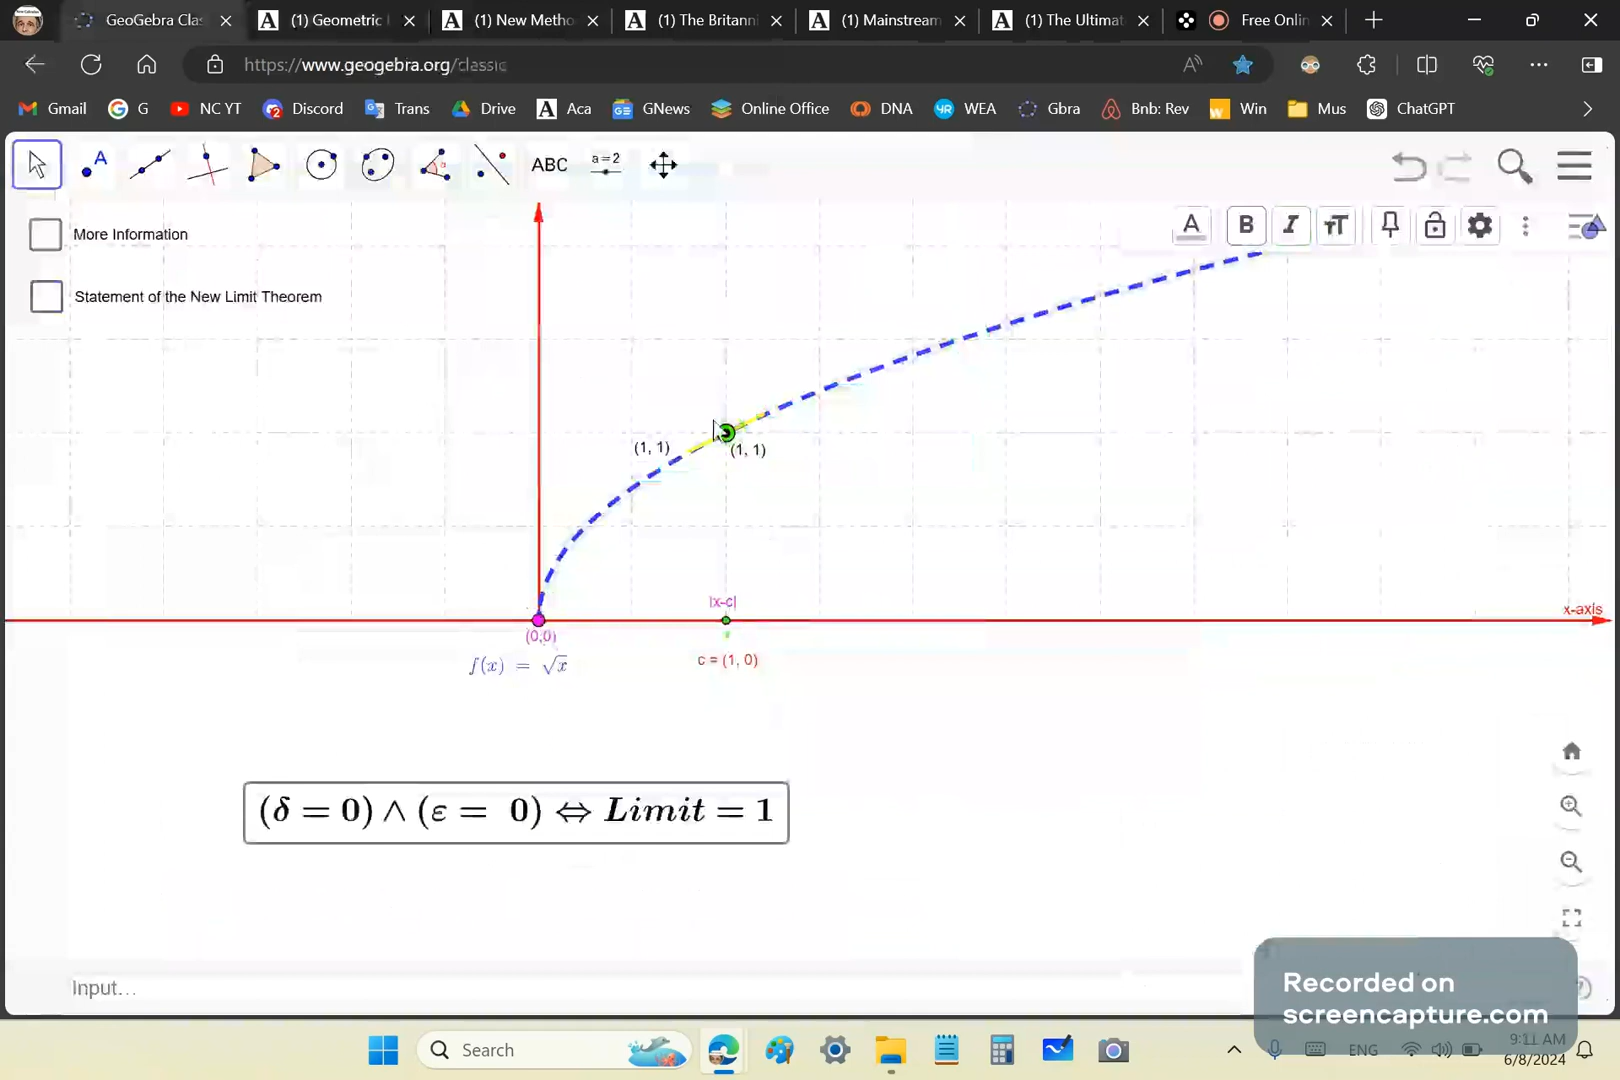 GeoGebra Clas
(1) Geometric
(1) New Metho
(1) The Britanni
(1) Mainstream
(1) The Ultimat
Free Onlin
https://www.geogebra.org/classic
Gmail
G
NC YT
Discord
Trans
Drive
Aca
GNews
Online Office
DNA
WEA
Gbra
Bnb: Rev
Win
Mus
ChatGPT
A
ABC
a = 2
More Information
A B I TT
Statement of the New Limit Theorem
(1, 1)
(1, 1)
|x-c|
x-axis
(0,0)
c = (1, 0)
f(x) = √x
(δ = 0) ∧ (ε = 0) ⇔ Limit = 1
Input…
Recorded on
screencapture.com
Search
ENG
9:11 AM
6/8/2024